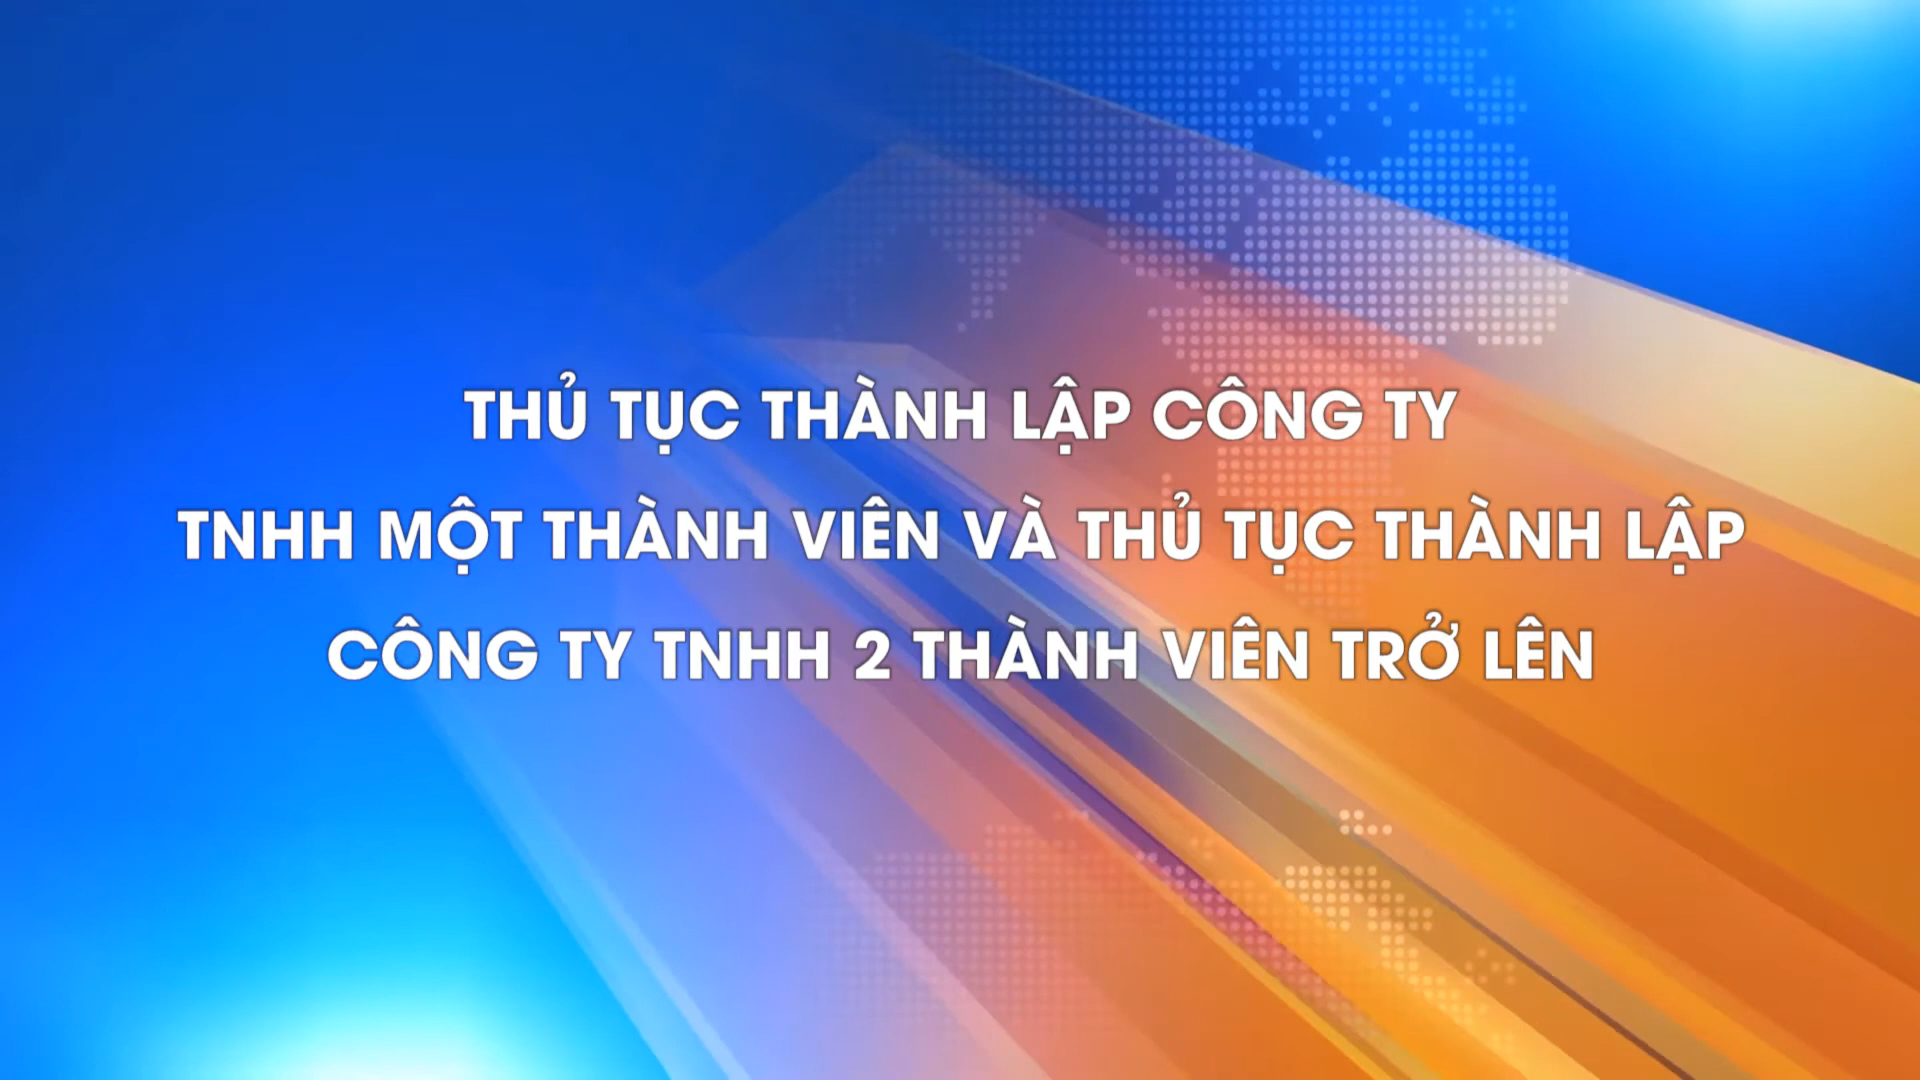 THỦ TỤC THÀNH LẬP CÔNG TY
TNHH MỘT THÀNH VIÊN VÀ THỦ TỤC THÀNH LẬP
CÔNG TY TNHH 2 THÀNH VIÊN TRỞ LÊN